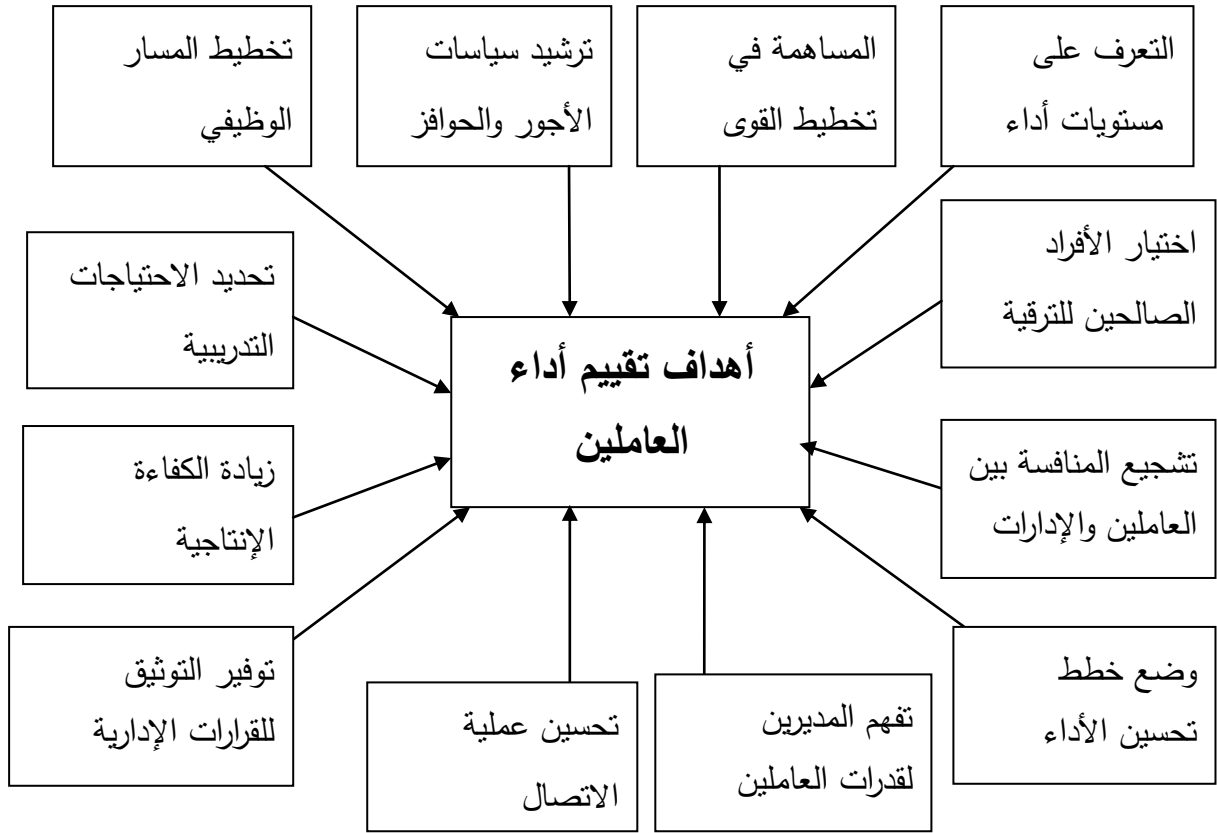 التعرف على
مستويات أداء
المساهمة في
تخطيط القوى
ترشيد سياسات
الأجور والحوافز
تخطيط المسار
الوظيفي
اختيار الأفراد
الصالحين للترقية
تحديد الاحتياجات
التدريبية
أهداف تقييم أداء
العاملين
تشجيع المنافسة بين
العاملين والإدارات
زيادة الكفاءة
الإنتاجية
وضع خطط
تحسين الأداء
تفهم المديرين
لقدرات العاملين
تحسين عملية
الاتصال
توفير التوثيق
للقرارات الإدارية